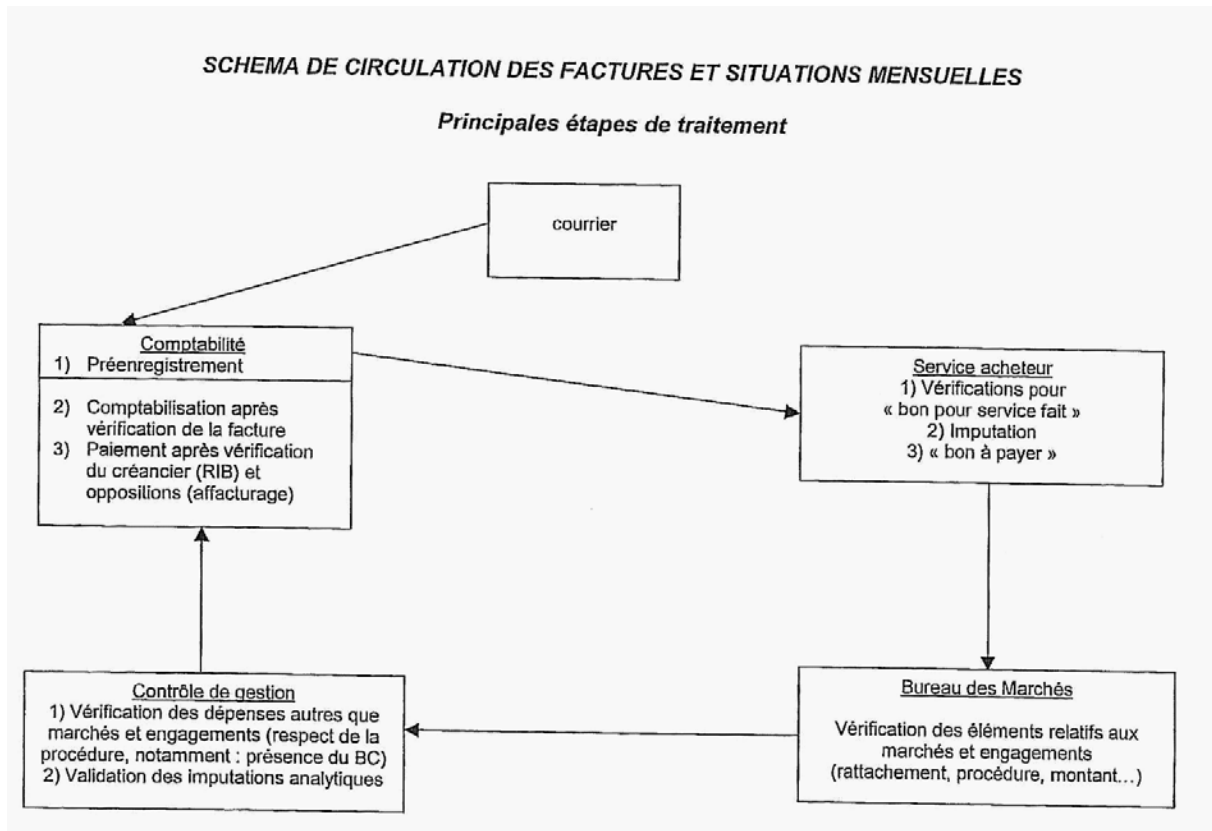 SCHEMA DE CIRCULATION DES FACTURES ET SITUATIONS MENSUELLES
Principales étapes de traitement
courrier
Comptabilité
1) Préenregistrement
2) Comptabilisation après
vérification de la facture
3) Paiement après vérification
du créancier (RIB) et
oppositions (affacturage)
Service acheteur
1) Vérifications pour
« bon pour service fait »
2) Imputation
3) « bon à payer »
Contrôle de gestion
1) Vérification des dépenses autres que
marchés et engagements (respect de la
procédure, notamment : présence du BC)
2) Validation des imputations analytiques
Bureau des Marchés
Vérification des éléments relatifs aux
marchés et engagements
(rattachement, procédure, montant...)